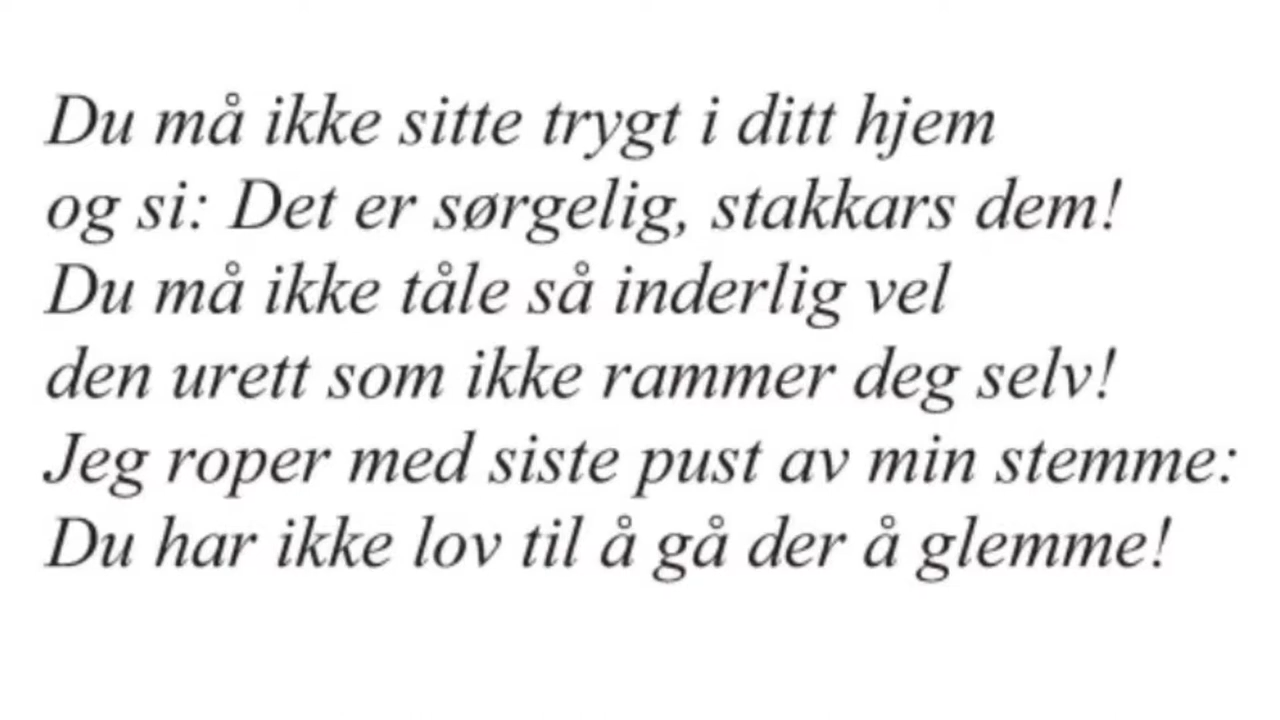 Du må ikke sitte trygt i ditt hjem
og si: Det er sørgelig, stakkars dem!
Du må ikke tåle så inderlig vel
den urett som ikke rammer deg selv!
Jeg roper med siste pust av min stemme:
Du har ikke lov til å gå der å glemme!